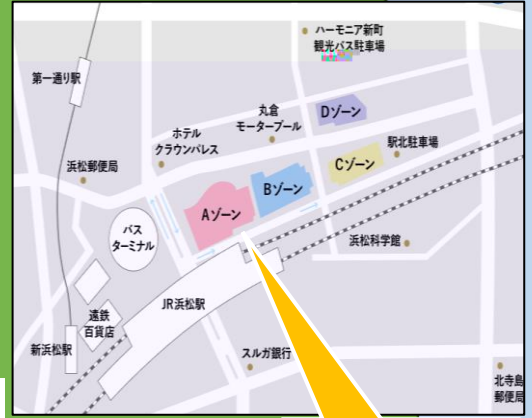 ハーモニア新町
観光バス駐車場
第一通り駅
Dゾーン
丸倉
モータープール
ホテル
クラウンパレス
駅北駐車場
Cゾーン
浜松郵便局
Bゾーン
Aゾーン
バス
ターミナル
浜松科学館
JR浜松駅
遠鉄
百貨店
新浜松駅
スルガ銀行
北寺島
郵便局